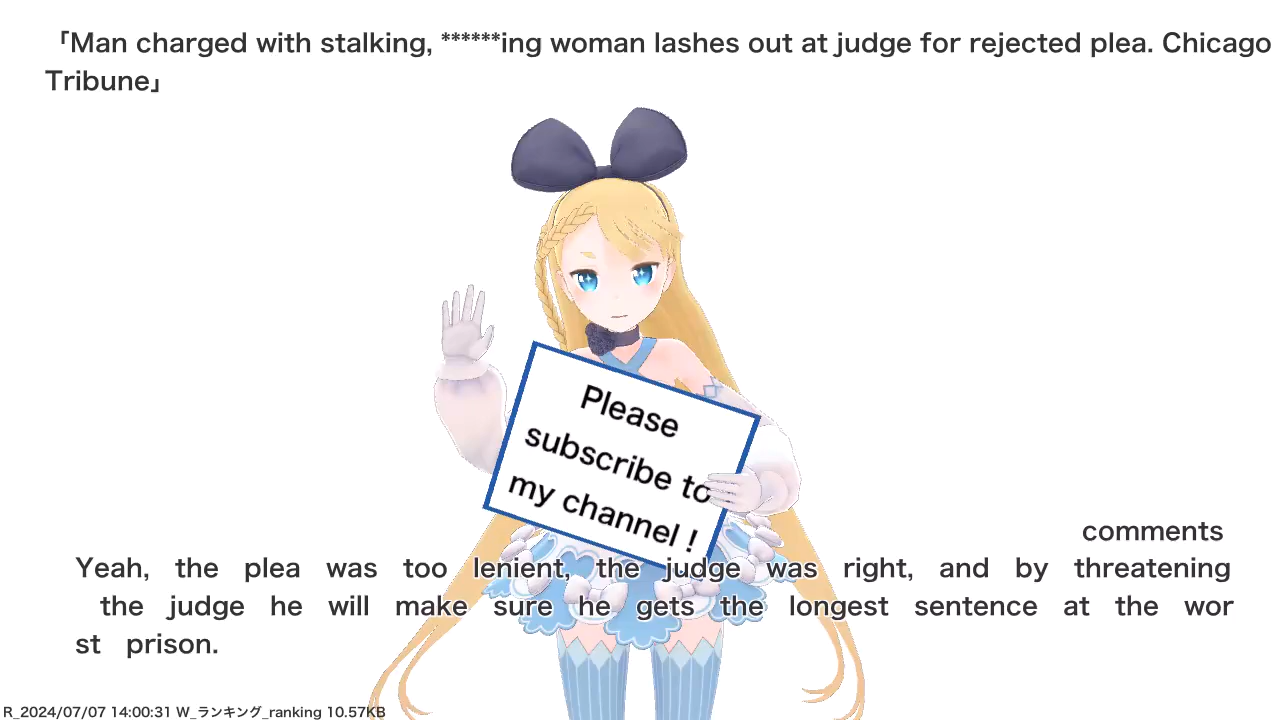 「Man charged with stalking, ******ing woman lashes out at judge for rejected plea. Chicago
Tribune」
Please
subscribe to
my channel !
comments
Yeah, the plea was too lenient, the judge was right, and by threatening
the judge he will make sure he gets the longest sentence at the wor
st prison.
R_2024/07/07 14:00:31 W_ランキング_ranking 10.57KB